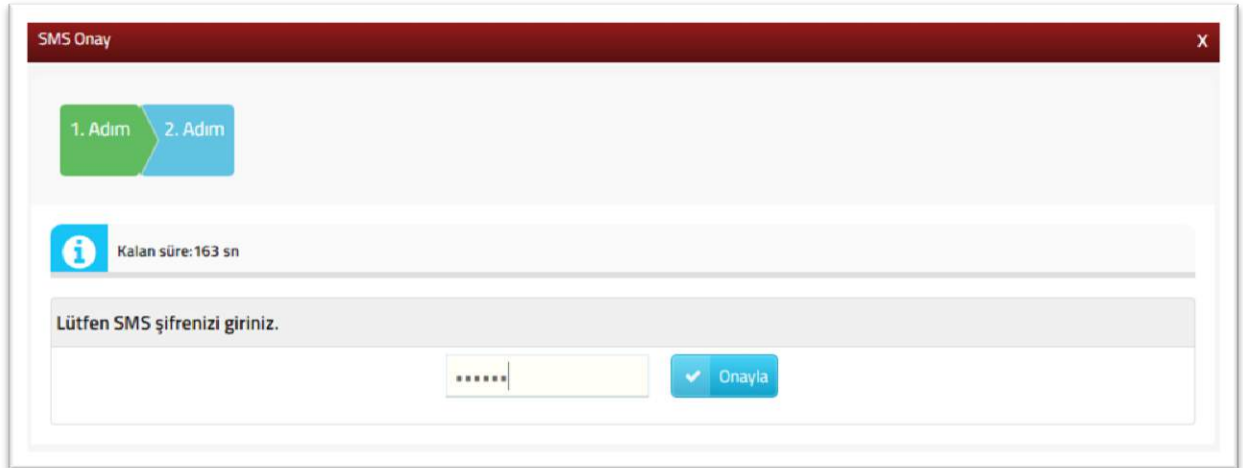 SMS Onay X
1. Adım 2. Adım
Kalan süre:163 sn
Lütfen SMS şifrenizi giriniz.
Onayla